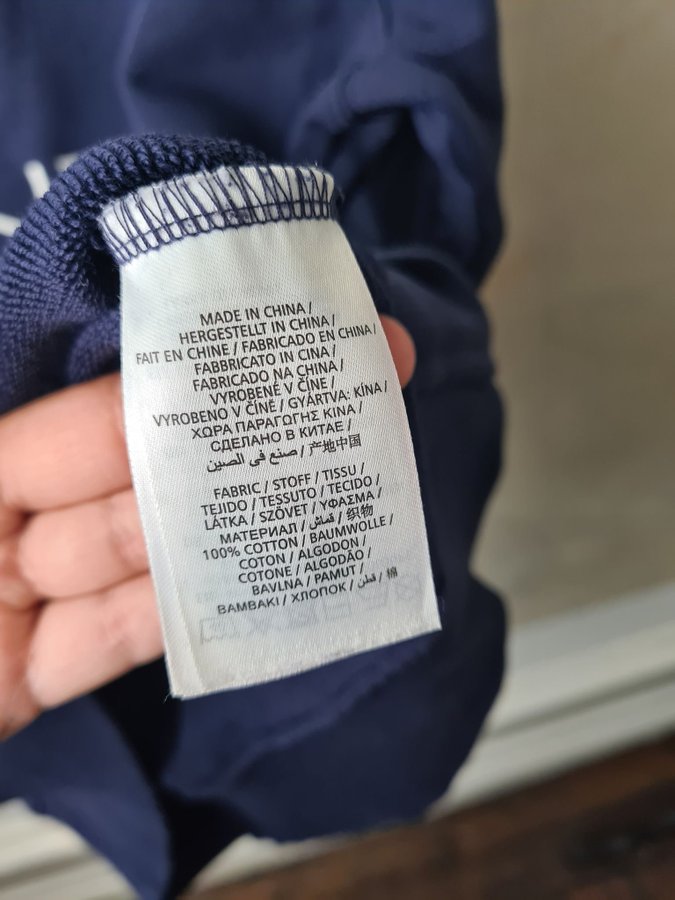 MADE IN CHINA /
HERGESTELLT IN CHINA /
FAIT EN CHINE / FABRICADO EN CHINA /
FABBRICATO IN CINA /
FABRICADO NA CHINA /
VYROBENÉ V ČÍNE /
VYROBENO V ČÍNĚ / GYÁRTVA: KÍNA /
ΧΩΡΑ ΠΑΡΑΓΩΓΗΣ ΚΙΝΑ /
СДЕЛАНО В КИТАЕ /
صنع في الصين / 产地中国
FABRIC / STOFF / TISSU /
TEJIDO / TESSUTO / TECIDO /
LÁTKA / SZÖVET / ΥΦΑΣΜΑ /
МАТЕРИАЛ / قماش / 织物
100% COTTON / BAUMWOLLE /
COTON / ALGODON /
COTONE / ALGODÃO /
BAVLNA / PAMUT /
BAMBAKI / ХЛОПОК / قطن / 棉